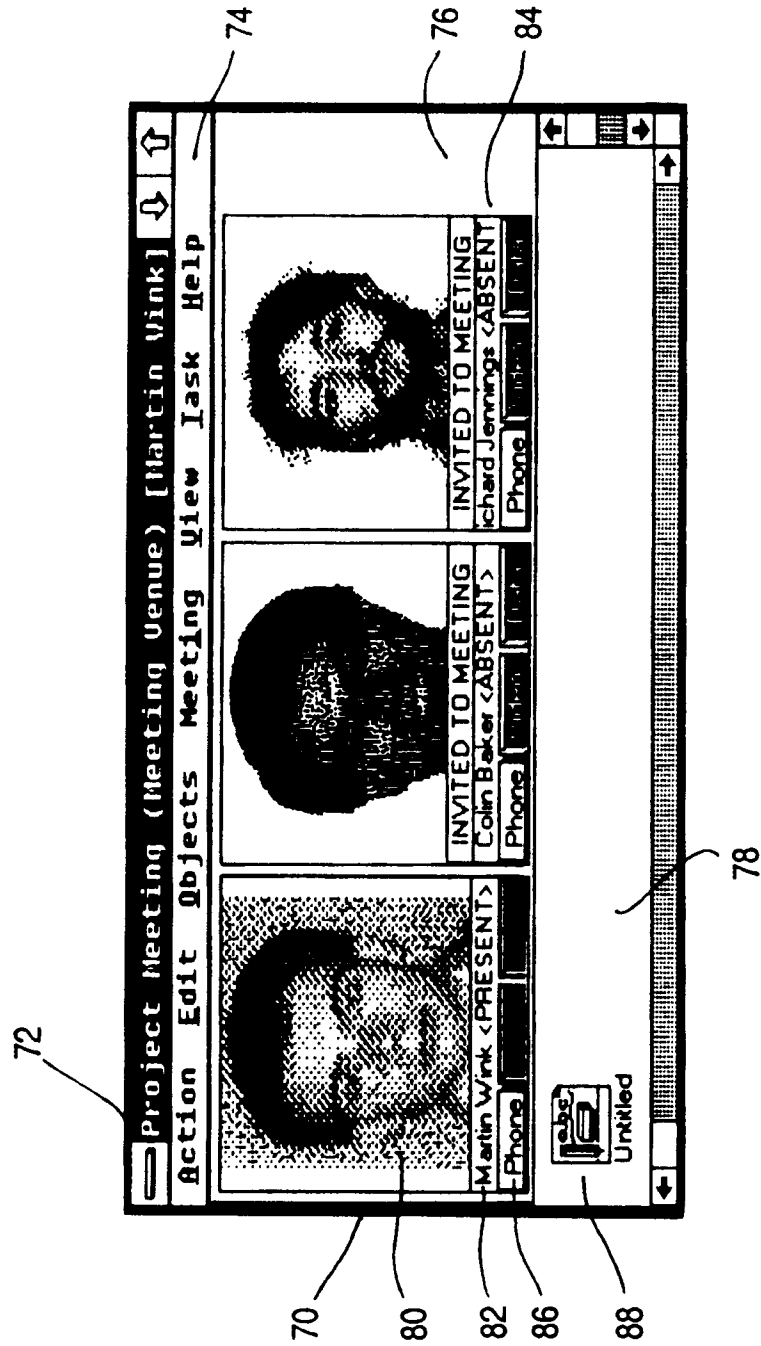 72
Project Meeting (Meeting Venue) [Martin Wink]
Action Edit Objects Meeting View Task Help
74
70
76
80
INVITED TO MEETING
INVITED TO MEETING
82
Martin Wink <PRESENT>
Colin Baker <ABSENT>
ichard Jennings <ABSENT
84
86
Phone
Phone
Phone
88
abc
Untitled
78